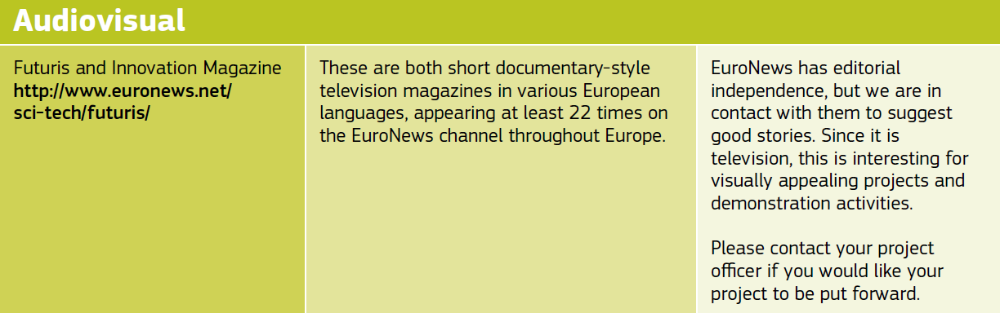 Audiovisual
Futuris and Innovation Magazine
http://www.euronews.net/
sci-tech/futuris/
These are both short documentary-style
television magazines in various European
languages, appearing at least 22 times on
the EuroNews channel throughout Europe.
EuroNews has editorial
independence, but we are in
contact with them to suggest
good stories. Since it is
television, this is interesting for
visually appealing projects and
demonstration activities.
Please contact your project
officer if you would like your
project to be put forward.